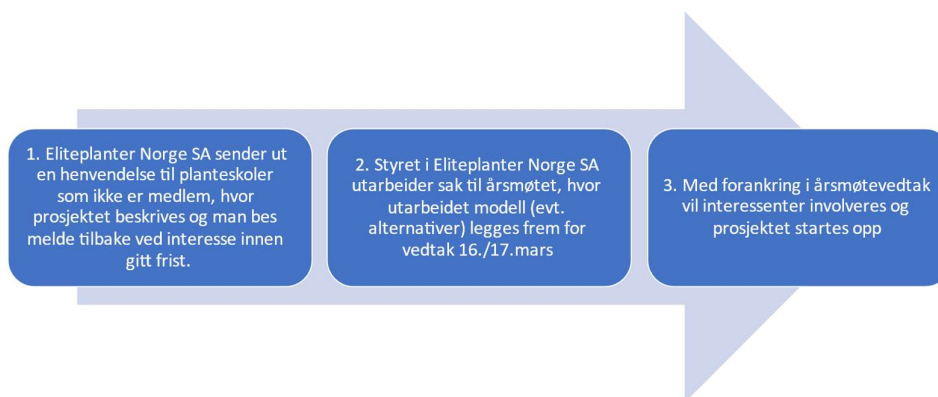 1. Eliteplanter Norge SA sender ut
en henvendelse til planteskoler
som ikke er medlem, hvor
prosjektet beskrives og man bes
melde tilbake ved interesse innen
gitt frist.
2. Styret i Eliteplanter Norge SA
utarbeider sak til årsmøtet, hvor
utarbeidet modell (evt.
alternativer) legges frem for
vedtak 16./17.mars
3. Med forankring i årsmøtevedtak
vil interessenter involveres og
prosjektet startes opp